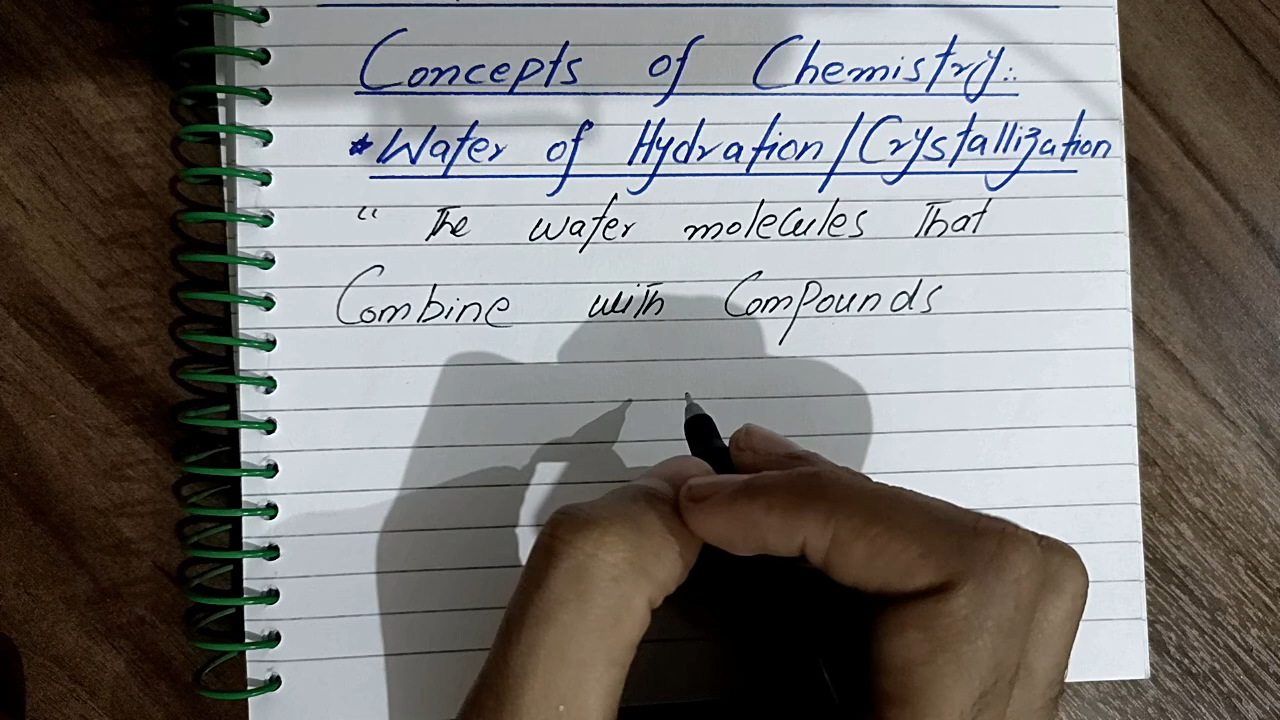 Concepts of Chemistry:.
*Water of Hydration/Crystallization
“ The water molecules That
Combine with Compounds